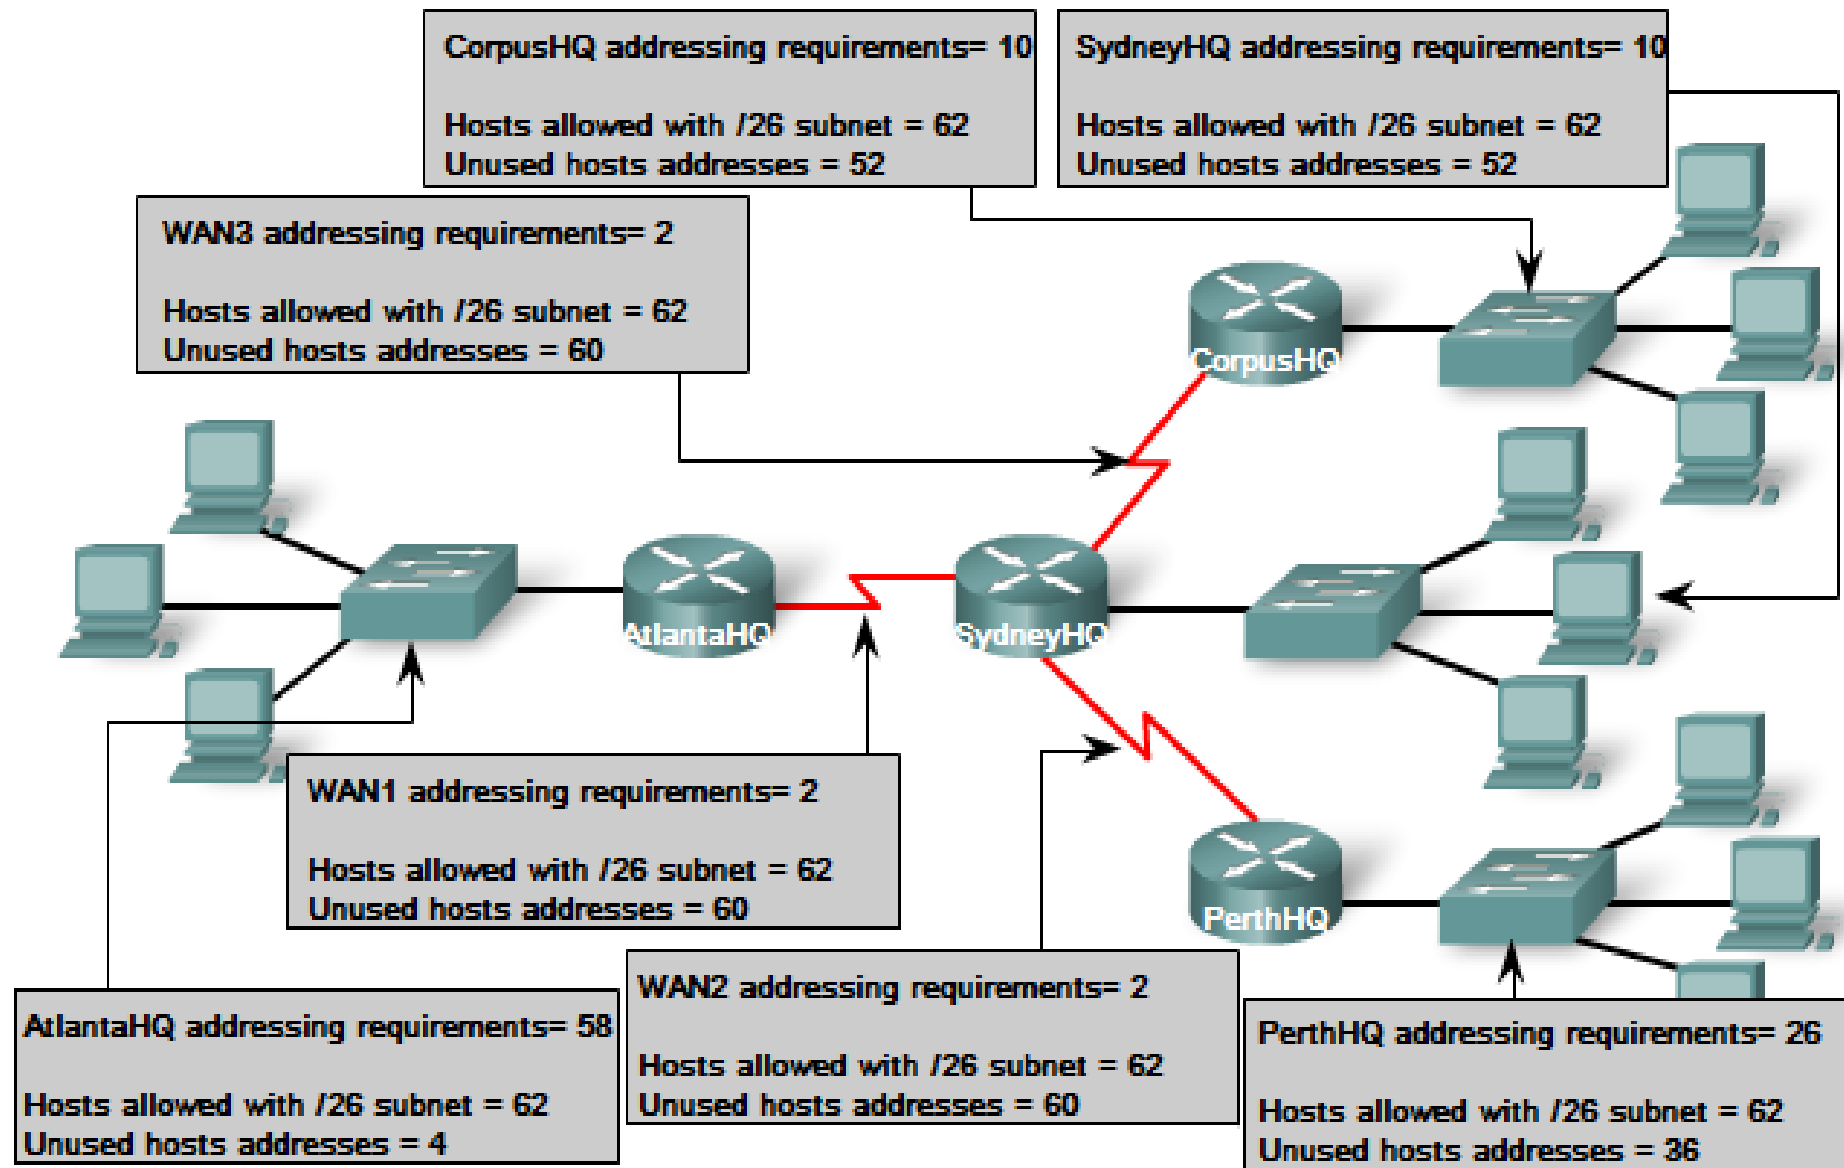 CorpusHQ addressing requirements= 10
Hosts allowed with /26 subnet = 62
Unused hosts addresses = 52
SydneyHQ addressing requirements= 10
Hosts allowed with /26 subnet = 62
Unused hosts addresses = 52
WAN3 addressing requirements= 2
Hosts allowed with /26 subnet = 62
Unused hosts addresses = 60
CorpusHQ
AtlantaHQ
SydneyHQ
WAN1 addressing requirements= 2
Hosts allowed with /26 subnet = 62
Unused hosts addresses = 60
PerthHQ
AtlantaHQ addressing requirements= 58
Hosts allowed with /26 subnet = 62
Unused hosts addresses = 4
WAN2 addressing requirements= 2
Hosts allowed with /26 subnet = 62
Unused hosts addresses = 60
PerthHQ addressing requirements= 26
Hosts allowed with /26 subnet = 62
Unused hosts addresses = 36